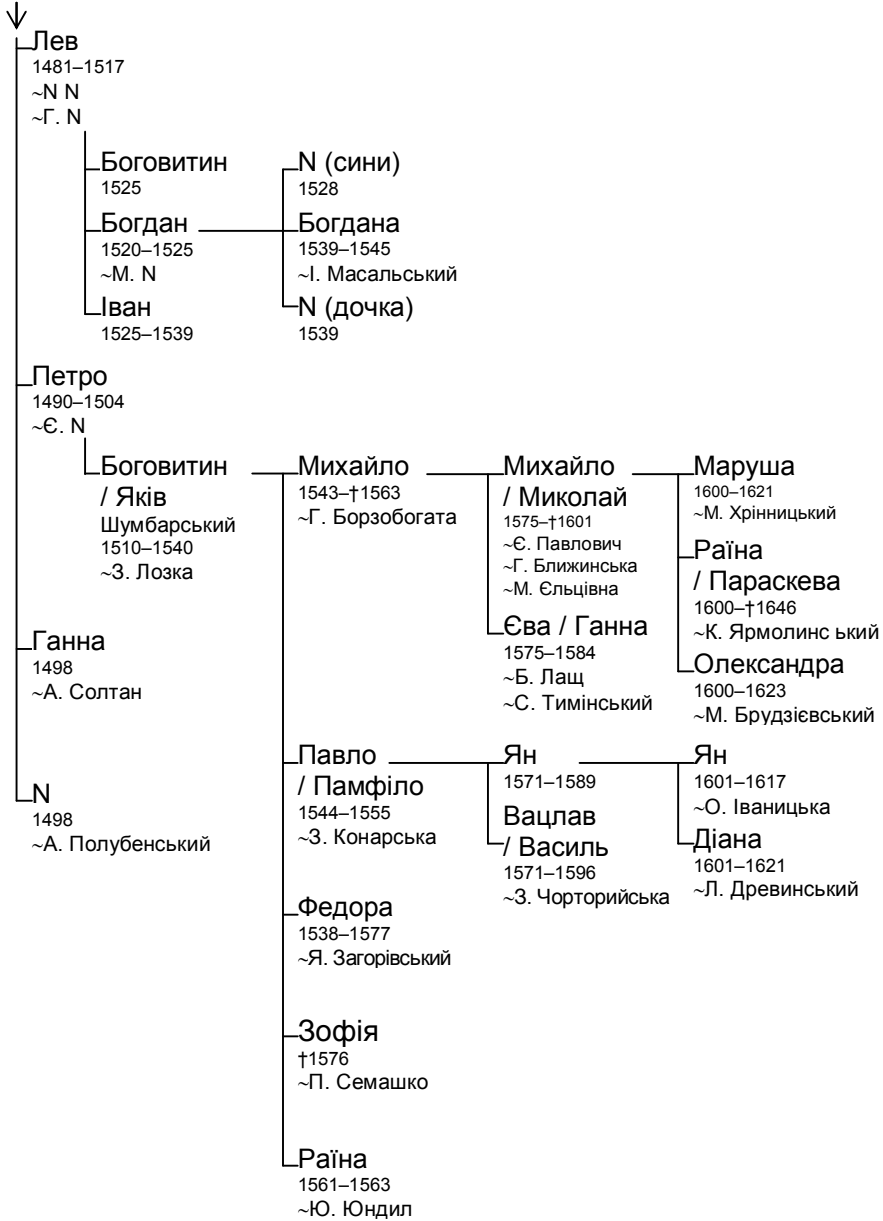 Лев
1481–1517
~N N
~Г. N
Боговитин
1525
Богдан
1520–1525
~М. N
Іван
1525–1539
N (сини)
1528
Богдана
1539–1545
~І. Масальський
N (дочка)
1539
Петро
1490–1504
~Є. N
Боговитин
/ Яків
Шумбарський
1510–1540
~З. Лозка
Михайло
1543–†1563
~Г. Борзобогата
Михайло
/ Миколай
1575–†1601
~Є. Павлович
~Г. Ближинська
~М. Єльцівна
Єва / Ганна
1575–1584
~Б. Лащ
~С. Тимінський
Маруша
1600–1621
~М. Хрінницький
Раїна
/ Параскева
1600–†1646
~К. Ярмолинс ький
Олександра
1600–1623
~М. Брудзієвський
Ганна
1498
~А. Солтан
N
1498
~А. Полубенський
Павло
/ Памфіло
1544–1555
~З. Конарська
Ян
1571–1589
Вацлав
/ Василь
1571–1596
~З. Чорторийська
Ян
1601–1617
~О. Іваницька
Діана
1601–1621
~Л. Древинський
Федора
1538–1577
~Я. Загорівський
Зофія
†1576
~П. Семашко
Раїна
1561–1563
~Ю. Юндил